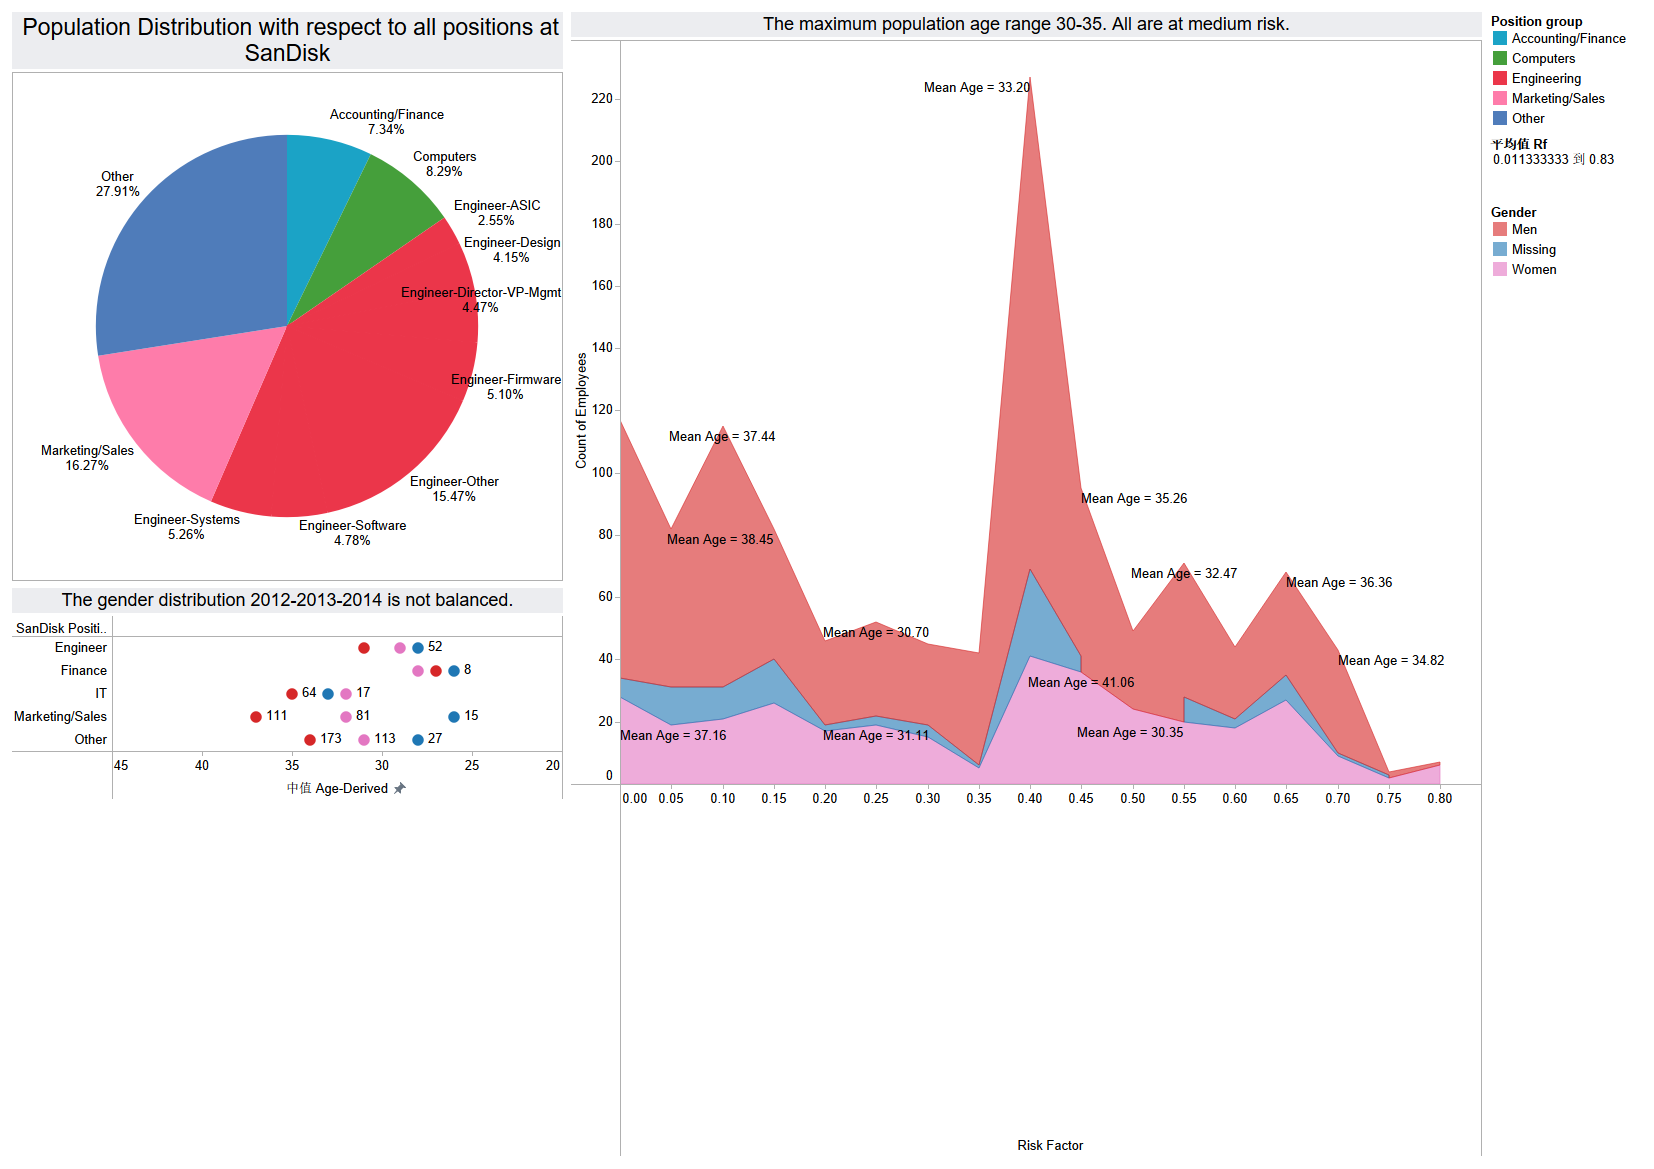 Population Distribution with respect to all positions at
SanDisk
Accounting/Finance
7.34%
Computers
8.29%
Engineer-ASIC
2.55%
Engineer-Design
4.15%
Engineer-Director-VP-Mgmt
4.47%
Engineer-Firmware
5.10%
Engineer-Other
15.47%
Engineer-Software
4.78%
Engineer-Systems
5.26%
Marketing/Sales
16.27%
Other
27.91%
The gender distribution 2012-2013-2014 is not balanced.
SanDisk Positi..
Engineer 52
Finance 8
IT 64 17
Marketing/Sales 111 81 15
Other 173 113 27
45 40 35 30 25 20
中值 Age-Derived
The maximum population age range 30-35. All are at medium risk.
Count of Employees
220
200
180
160
140
120
100
80
60
40
20
0
Mean Age = 33.20
Mean Age = 37.44
Mean Age = 35.26
Mean Age = 38.45
Mean Age = 32.47
Mean Age = 36.36
Mean Age = 30.70
Mean Age = 34.82
Mean Age = 41.06
Mean Age = 30.35
Mean Age = 37.16
Mean Age = 31.11
0.00 0.05 0.10 0.15 0.20 0.25 0.30 0.35 0.40 0.45 0.50 0.55 0.60 0.65 0.70 0.75 0.80
Risk Factor
Position group
Accounting/Finance
Computers
Engineering
Marketing/Sales
Other
平均值 Rf
0.011333333 到 0.83
Gender
Men
Missing
Women